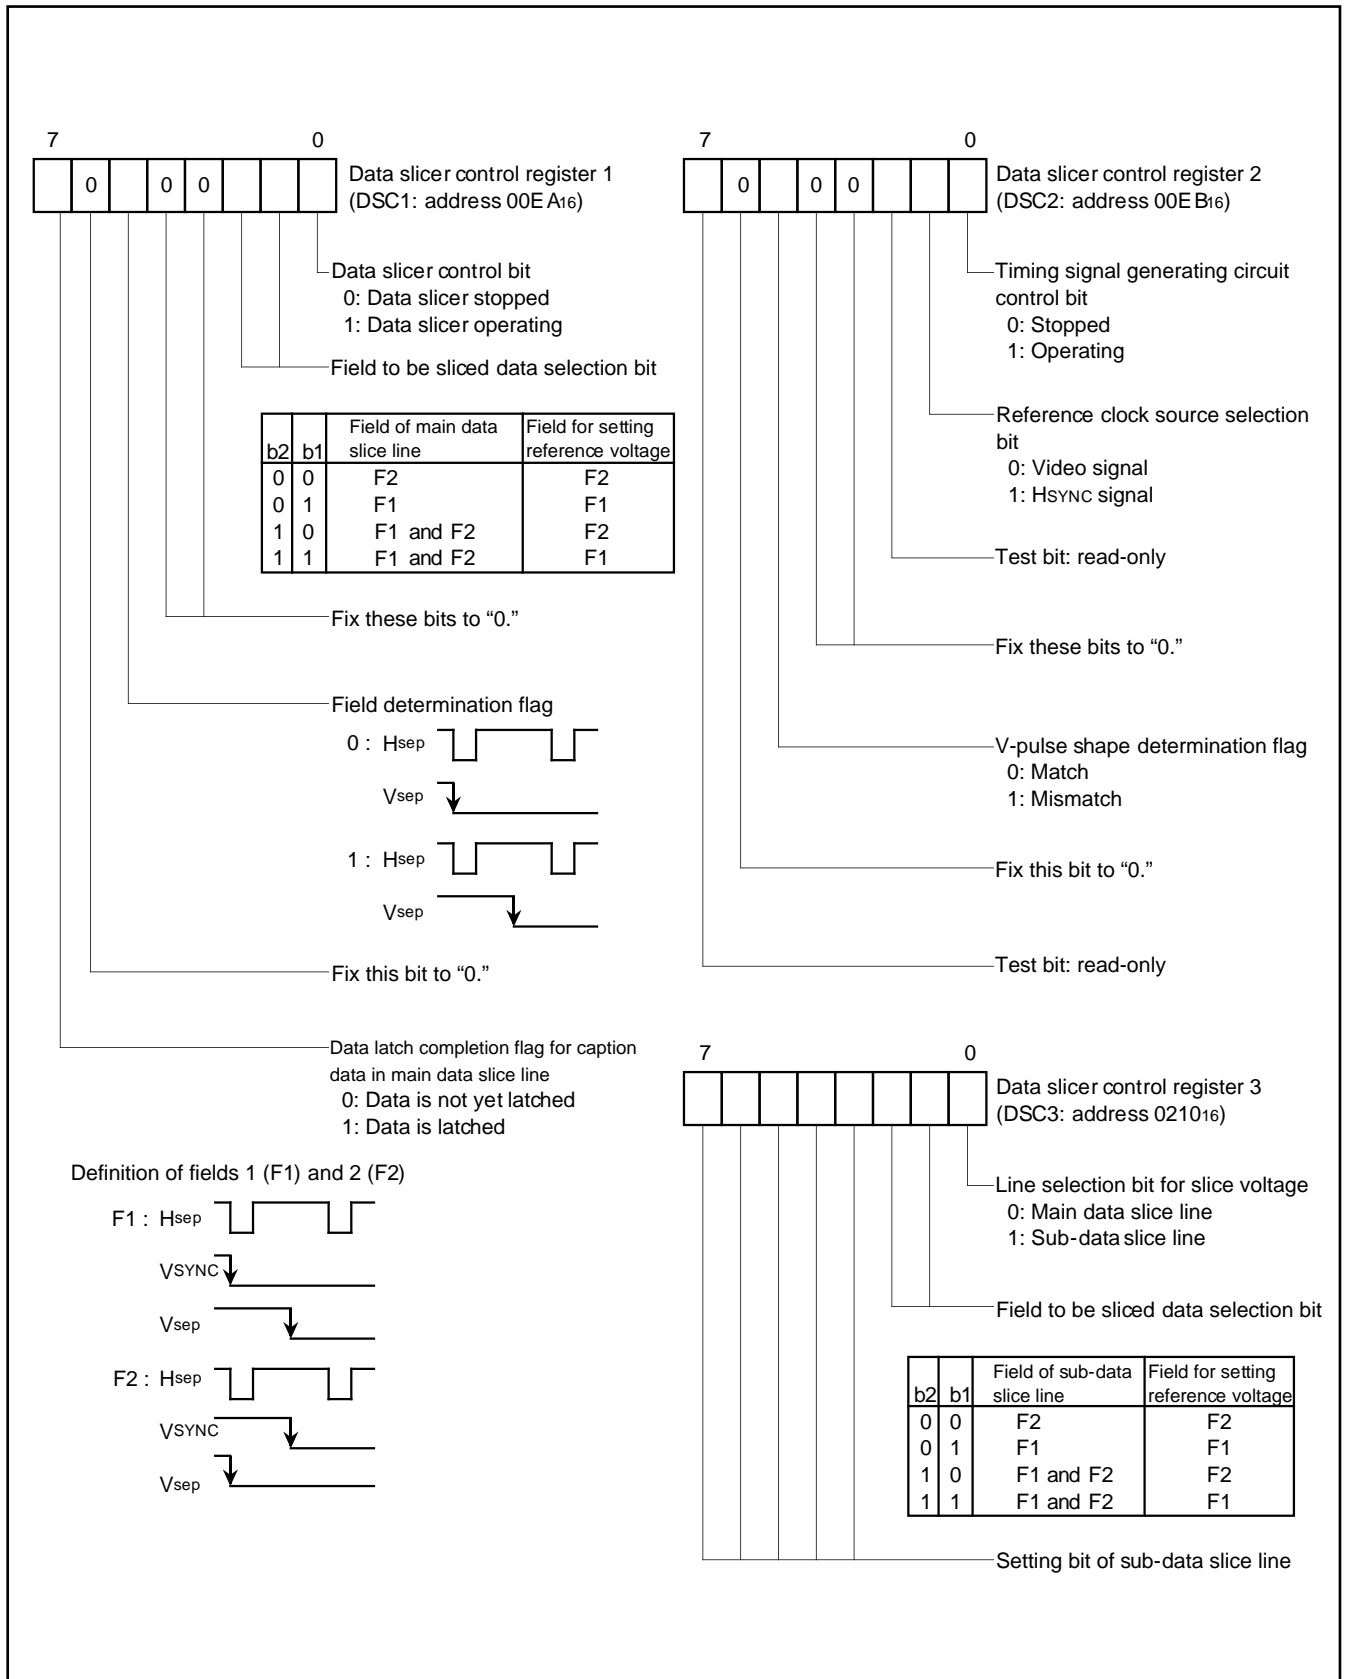 7 0
0 0 0
Data slicer control register 1
(DSC1: address 00EA16)
Data slicer control bit
0: Data slicer stopped
1: Data slicer operating
Field to be sliced data selection bit
b2 b1 Field of main data slice line Field for setting reference voltage
0 0 F2 F2
0 1 F1 F1
1 0 F1 and F2 F2
1 1 F1 and F2 F1
Fix these bits to “0.”
Field determination flag
0 : Hsep
Vsep
1 : Hsep
Vsep
Fix this bit to “0.”
Data latch completion flag for caption
data in main data slice line
0: Data is not yet latched
1: Data is latched
Definition of fields 1 (F1) and 2 (F2)
F1 : Hsep
VSYNC
Vsep
F2 : Hsep
VSYNC
Vsep
7 0
0 0 0
Data slicer control register 2
(DSC2: address 00EB16)
Timing signal generating circuit
control bit
0: Stopped
1: Operating
Reference clock source selection
bit
0: Video signal
1: HSYNC signal
Test bit: read-only
Fix these bits to “0.”
V-pulse shape determination flag
0: Match
1: Mismatch
Fix this bit to “0.”
Test bit: read-only
7 0
Data slicer control register 3
(DSC3: address 021016)
Line selection bit for slice voltage
0: Main data slice line
1: Sub-data slice line
Field to be sliced data selection bit
b2 b1 Field of sub-data slice line Field for setting reference voltage
0 0 F2 F2
0 1 F1 F1
1 0 F1 and F2 F2
1 1 F1 and F2 F1
Setting bit of sub-data slice line